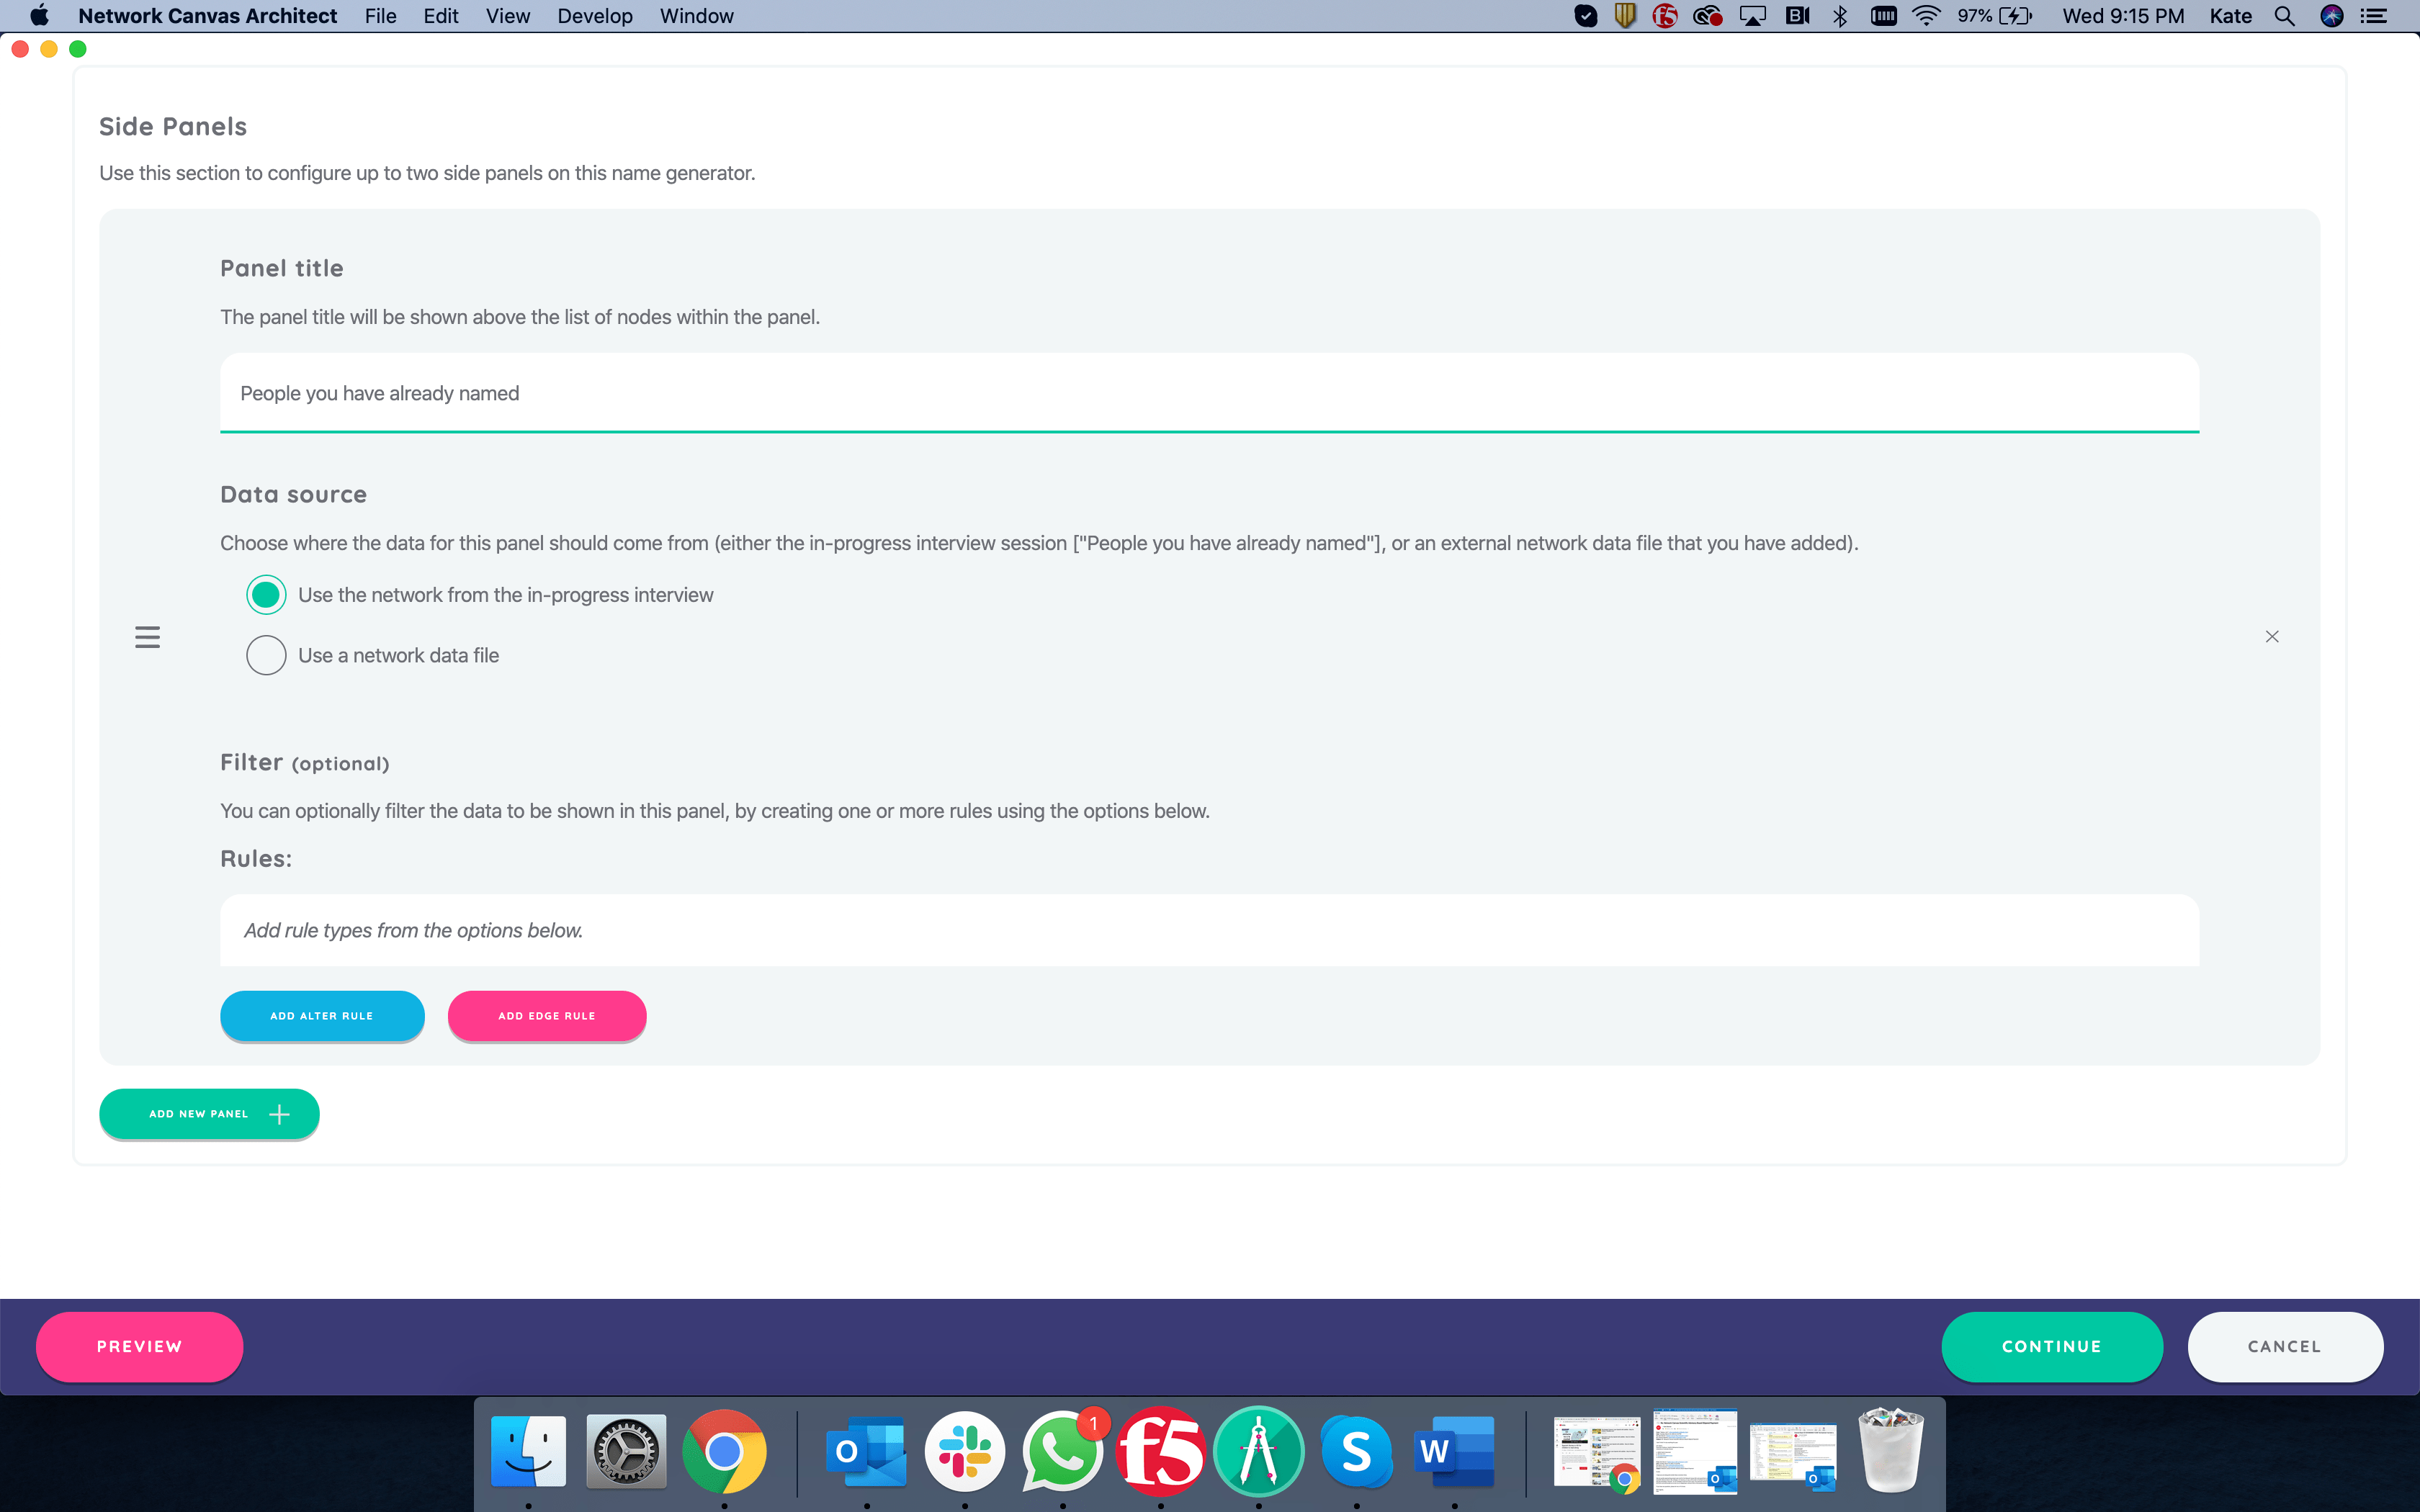 Network Canvas Architect File Edit View Develop Window 97% Wed 9:15 PM Kate
Side Panels
Use this section to configure up to two side panels on this name generator.
Panel title
The panel title will be shown above the list of nodes within the panel.
People you have already named
Data source
Choose where the data for this panel should come from (either the in-progress interview session ["People you have already named"], or an external network data file that you have added).
Use the network from the in-progress interview
Use a network data file
Filter (optional)
You can optionally filter the data to be shown in this panel, by creating one or more rules using the options below.
Rules:
Add rule types from the options below.
ADD ALTER RULE ADD EDGE RULE
ADD NEW PANEL
PREVIEW CONTINUE CANCEL
1
O f5 S W